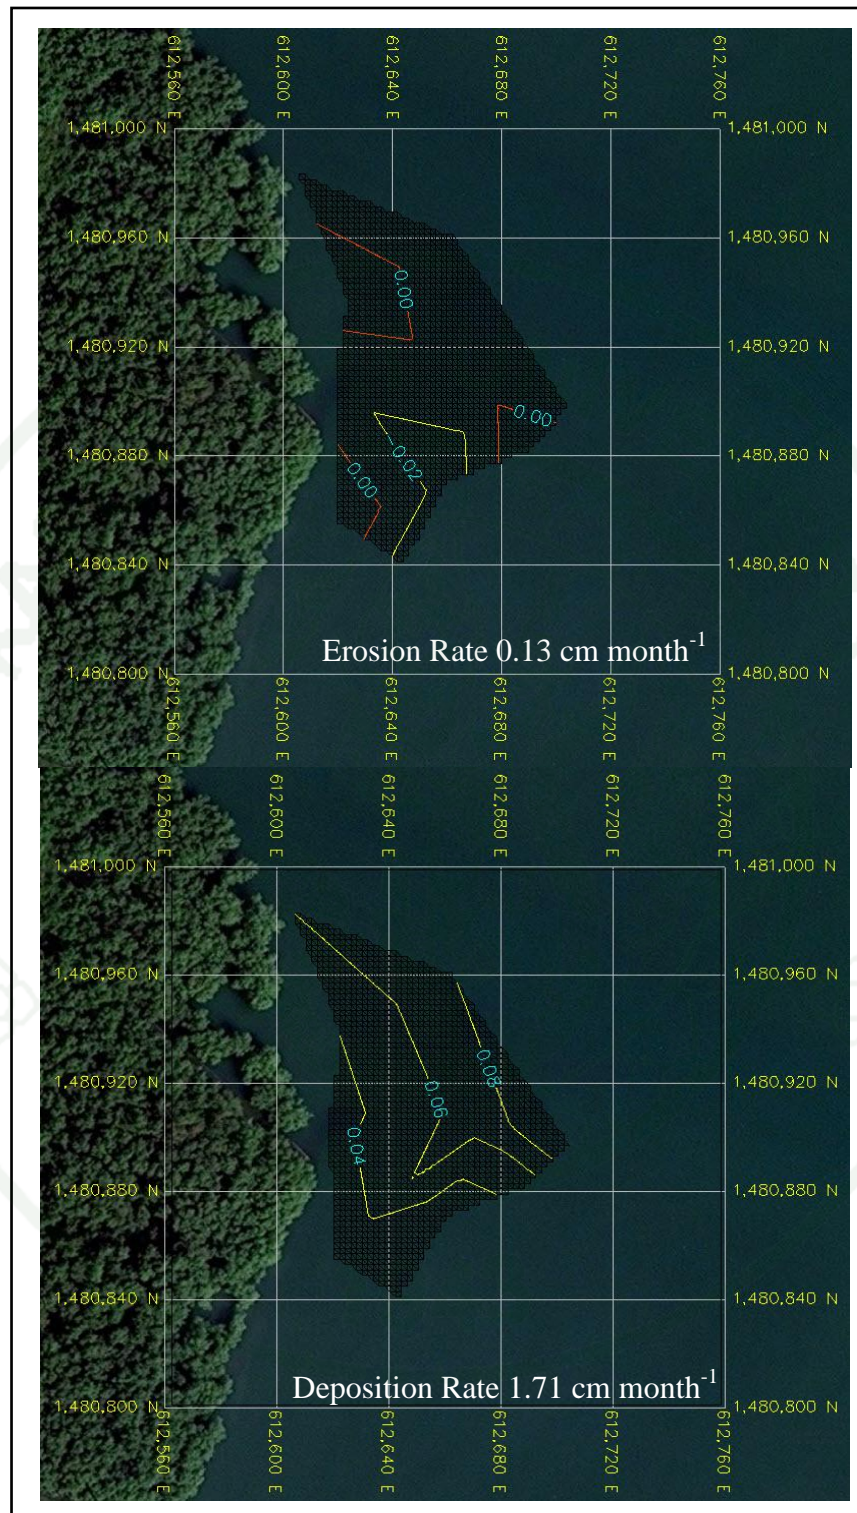 612,560 E
612,600 E
612,640 E
612,680 E
612,720 E
612,760 E
1,481,000 N
1,481,000 N
1,480,960 N
1,480,960 N
0.00
1,480,920 N
1,480,920 N
0.00
1,480,880 N
1,480,880 N
0.02
0.00
1,480,840 N
1,480,840 N
Erosion Rate 0.13 cm month-1
1,480,800 N
1,480,800 N
612,560 E
612,600 E
612,640 E
612,680 E
612,720 E
612,760 E
612,560 E
612,600 E
612,640 E
612,680 E
612,720 E
612,760 E
1,481,000 N
1,481,000 N
1,480,960 N
1,480,960 N
0.08
1,480,920 N
1,480,920 N
0.06
0.04
1,480,880 N
1,480,880 N
1,480,840 N
1,480,840 N
Deposition Rate 1.71 cm month-1
1,480,800 N
1,480,800 N
612,560 E
612,600 E
612,640 E
612,680 E
612,720 E
612,760 E